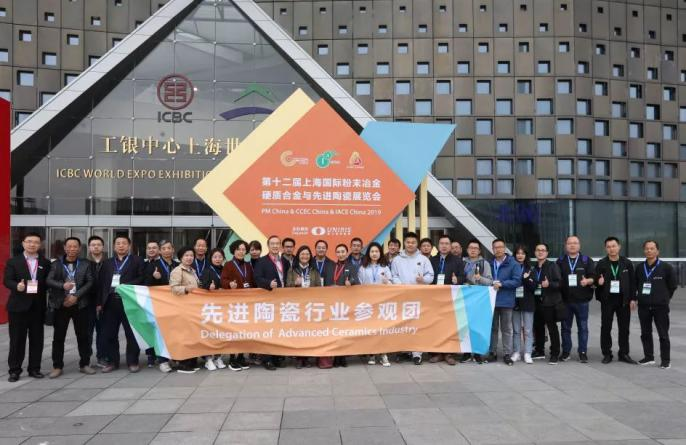 ICBC
工银中心上海世
ICBC WORLD EXPO EXHIBITION
第十二届上海国际粉末冶金
硬质合金与先进陶瓷展览会
PM China & CCEC China & IACE China 2019
先进陶瓷行业参观团
Delegation of Advanced Ceramics Industry